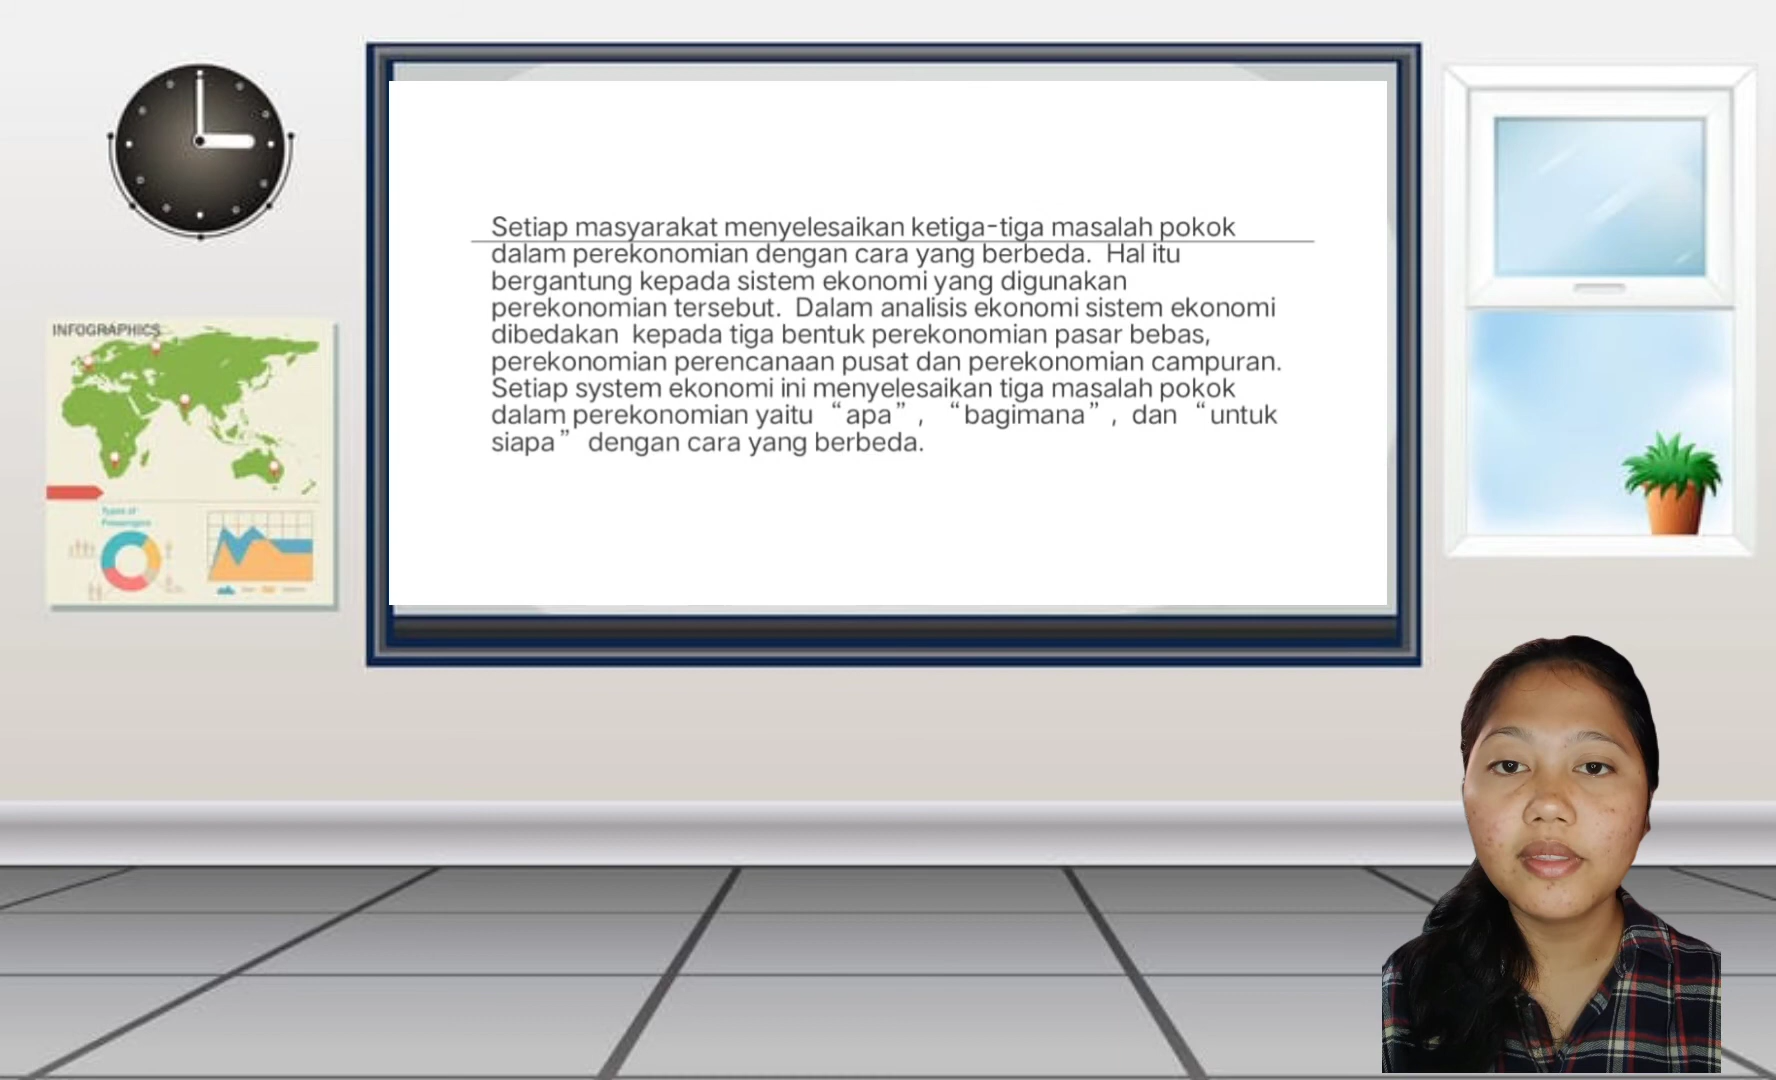 Setiap masyarakat menyelesaikan ketiga-tiga masalah pokok
dalam perekonomian dengan cara yang berbeda. Hal itu
bergantung kepada sistem ekonomi yang digunakan
perekonomian tersebut. Dalam analisis ekonomi sistem ekonomi
dibedakan kepada tiga bentuk perekonomian pasar bebas,
perekonomian perencanaan pusat dan perekonomian campuran.
Setiap system ekonomi ini menyelesaikan tiga masalah pokok
dalam perekonomian yaitu “apa”, “bagimana”, dan “untuk
siapa” dengan cara yang berbeda.
INFOGRAPHICS
Types of
Passengers